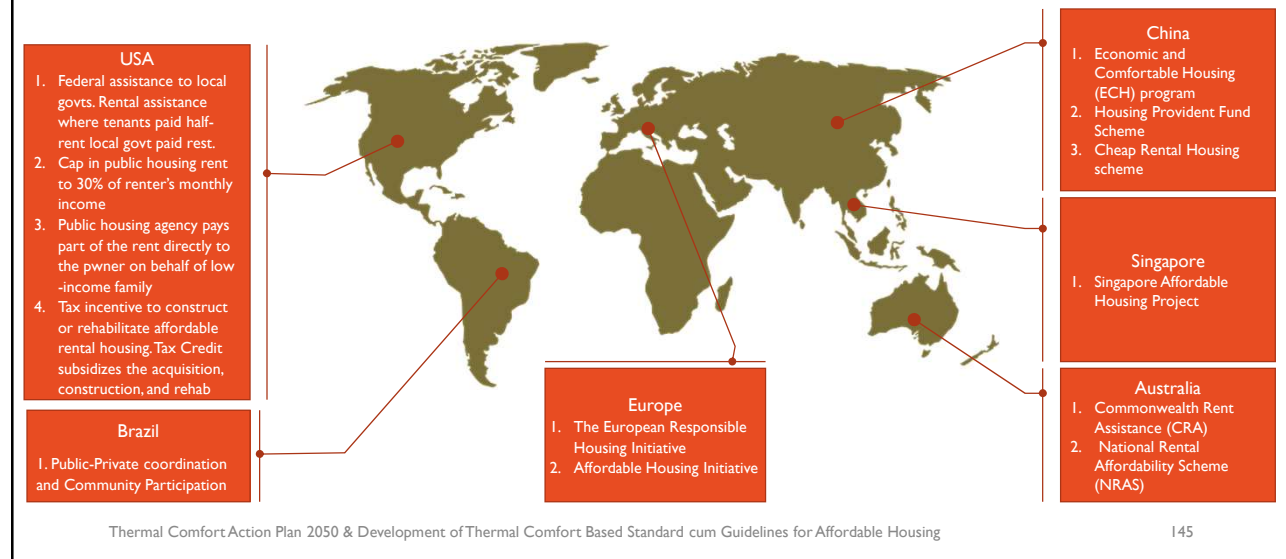 USA
1. Federal assistance to local
govts. Rental assistance
where tenants paid half-
rent local govt paid rest.
2. Cap in public housing rent
to 30% of renter's monthly
income
3. Public housing agency pays
part of the rent directly to
the pwner on behalf of low
-income family
4. Tax incentive to construct
or rehabilitate affordable
rental housing. Tax Credit
subsidizes the acquisition,
construction, and rehab
Brazil
1. Public-Private coordination
and Community Participation
Europe
1. The European Responsible
Housing Initiative
2. Affordable Housing Initiative
China
1. Economic and
Comfortable Housing
(ECH) program
2. Housing Provident Fund
Scheme
3. Cheap Rental Housing
scheme
Singapore
1. Singapore Affordable
Housing Project
Australia
1. Commonwealth Rent
Assistance (CRA)
2. National Rental
Affordability Scheme
(NRAS)
Thermal Comfort Action Plan 2050 & Development of Thermal Comfort Based Standard cum Guidelines for Affordable Housing
145